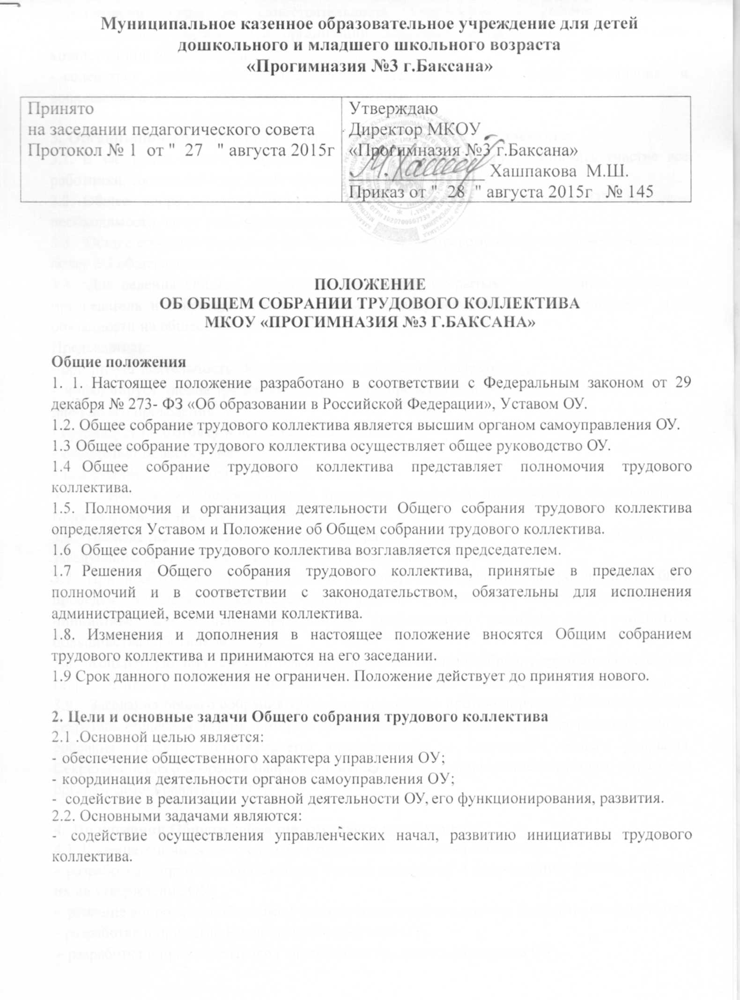 Муниципальное казенное образовательное учреждение для детей
дошкольного и младшего школьного возраста
«Прогимназия №3 г.Баксана»
Принято
на заседании педагогического совета
Протокол № 1 от " 27 " августа 2015г
Утверждаю
Директор МКОУ
«Прогимназия №3 г.Баксана»
Хашпакова М.Ш.
Приказ от " 28 " августа 2015г № 145
ПОЛОЖЕНИЕ
ОБ ОБЩЕМ СОБРАНИИ ТРУДОВОГО КОЛЛЕКТИВА
МКОУ «ПРОГИМНАЗИЯ №3 Г.БАКСАНА»
Общие положения
1. 1. Настоящее положение разработано в соответствии с Федеральным законом от 29
декабря № 273- ФЗ «Об образовании в Российской Федерации», Уставом ОУ.
1.2. Общее собрание трудового коллектива является высшим органом самоуправления ОУ.
1.3 Общее собрание трудового коллектива осуществляет общее руководство ОУ.
1.4 Общее собрание трудового коллектива представляет полномочия трудового
коллектива.
1.5. Полномочия и организация деятельности Общего собрания трудового коллектива
определяется Уставом и Положение об Общем собрании трудового коллектива.
1.6 Общее собрание трудового коллектива возглавляется председателем.
1.7 Решения Общего собрания трудового коллектива, принятые в пределах его
полномочий и в соответствии с законодательством, обязательны для исполнения
администрацией, всеми членами коллектива.
1.8. Изменения и дополнения в настоящее положение вносятся Общим собранием
трудового коллектива и принимаются на его заседании.
1.9 Срок данного положения не ограничен. Положение действует до принятия нового.
2. Цели и основные задачи Общего собрания трудового коллектива
2.1 .Основной целью является:
- обеспечение общественного характера управления ОУ;
- координация деятельности органов самоуправления ОУ;
- содействие в реализации уставной деятельности ОУ, его функционирования, развития.
2.2. Основными задачами являются:
- содействие осуществления управленческих начал, развитию инициативы трудового
коллектива.